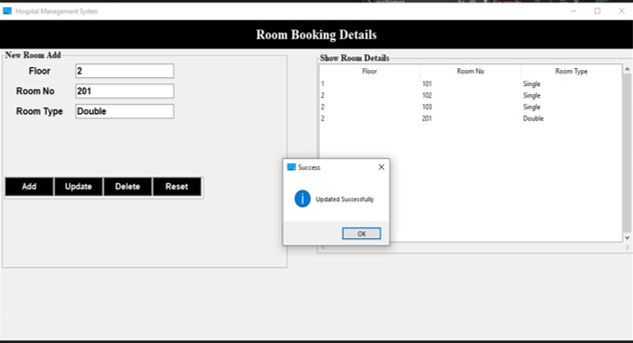 Hospital Management Systen
Room Booking Details
New Room Add
Floor 2
Room No 201
Room Type Double
Add Update Delete Reset
Show Room Details
Floor Room No Room Type
1 101 Single
2 102 Single
2 103 Single
2 201 Double
Success
Updated Successfully
OK